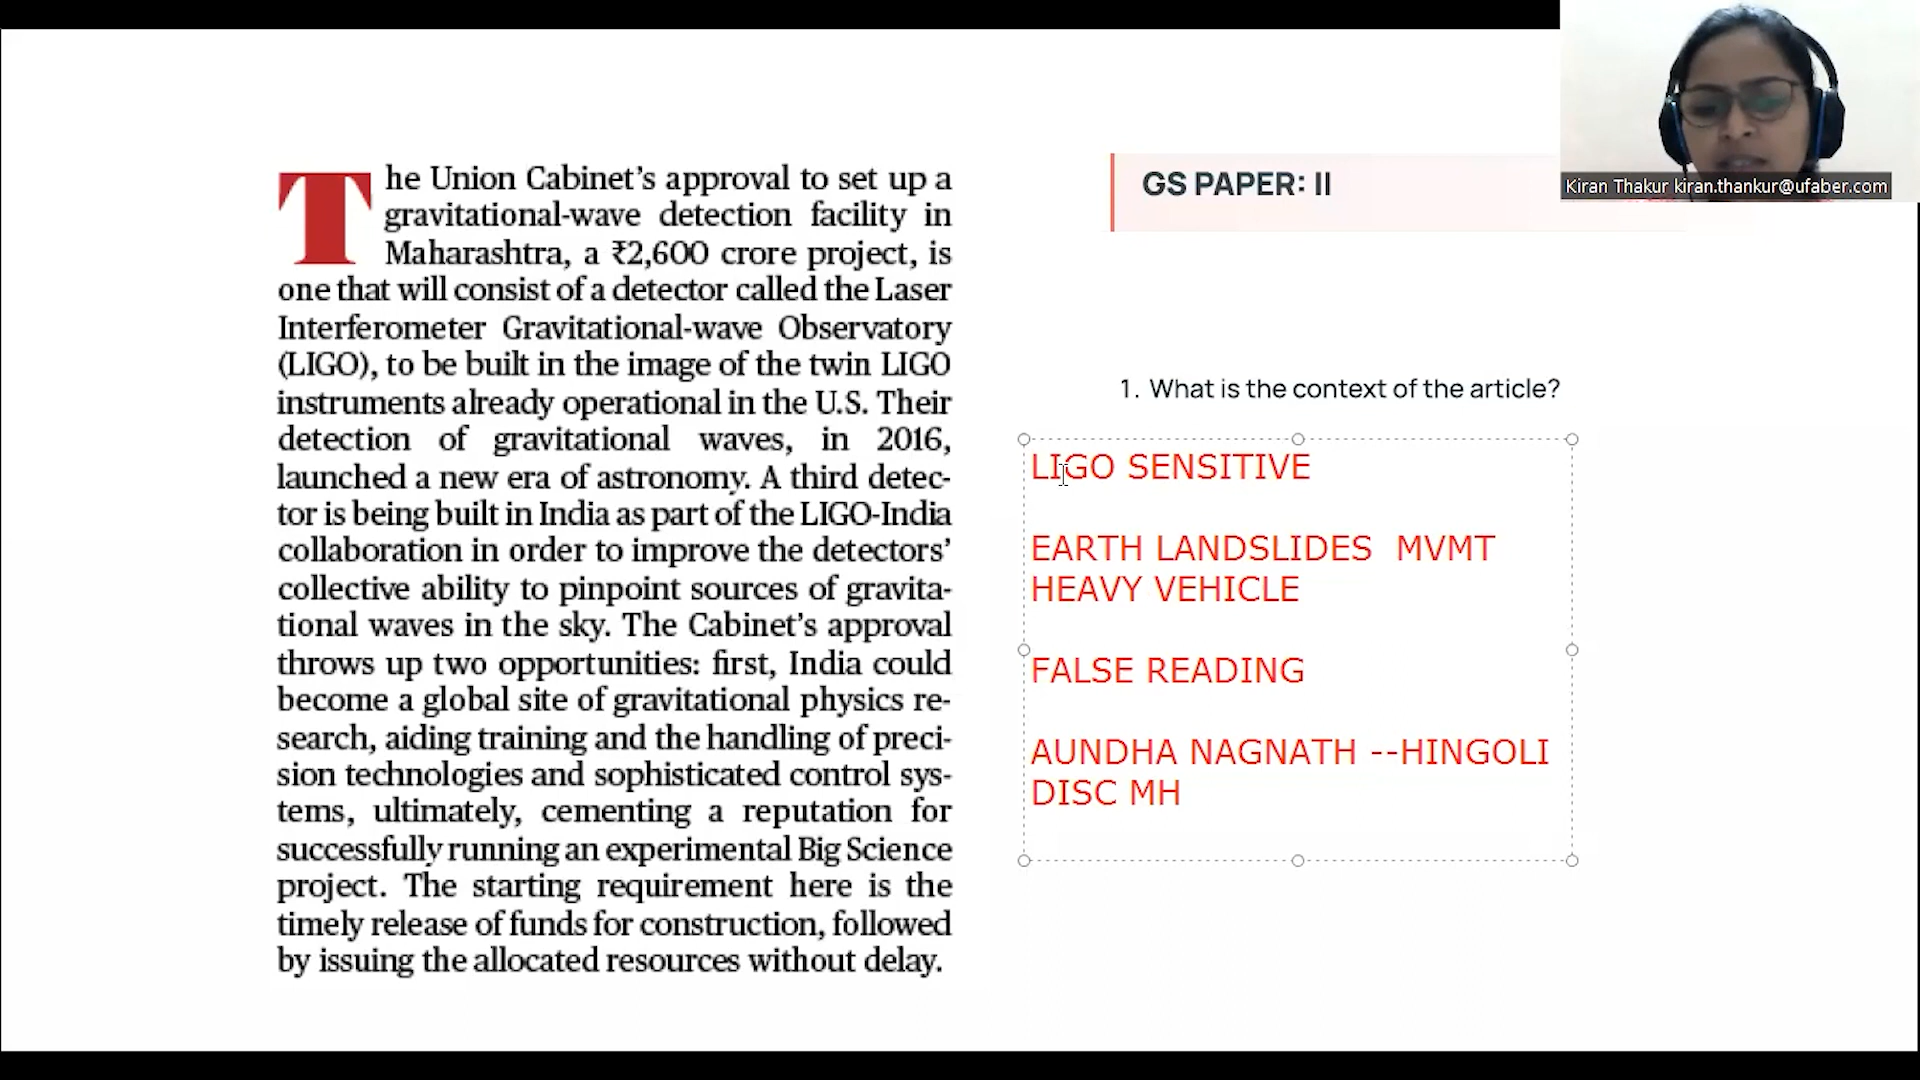 The Union Cabinet's approval to set up a
gravitational-wave detection facility in
Maharashtra, a ₹2,600 crore project, is
one that will consist of a detector called the Laser
Interferometer Gravitational-wave Observatory
(LIGO), to be built in the image of the twin LIGO
instruments already operational in the U.S. Their
detection of gravitational waves, in 2016,
launched a new era of astronomy. A third detec-
tor is being built in India as part of the LIGO-India
collaboration in order to improve the detectors'
collective ability to pinpoint sources of gravita-
tional waves in the sky. The Cabinet's approval
throws up two opportunities: first, India could
become a global site of gravitational physics re-
search, aiding training and the handling of preci-
sion technologies and sophisticated control sys-
tems, ultimately, cementing a reputation for
successfully running an experimental Big Science
project. The starting requirement here is the
timely release of funds for construction, followed
by issuing the allocated resources without delay.
GS PAPER: II
1. What is the context of the article?
LIGO SENSITIVE
EARTH LANDSLIDES MVMT
HEAVY VEHICLE
FALSE READING
AUNDHA NAGNATH --HINGOLI
DISC MH
Kiran Thakur kiran.thankur@ufaber.com